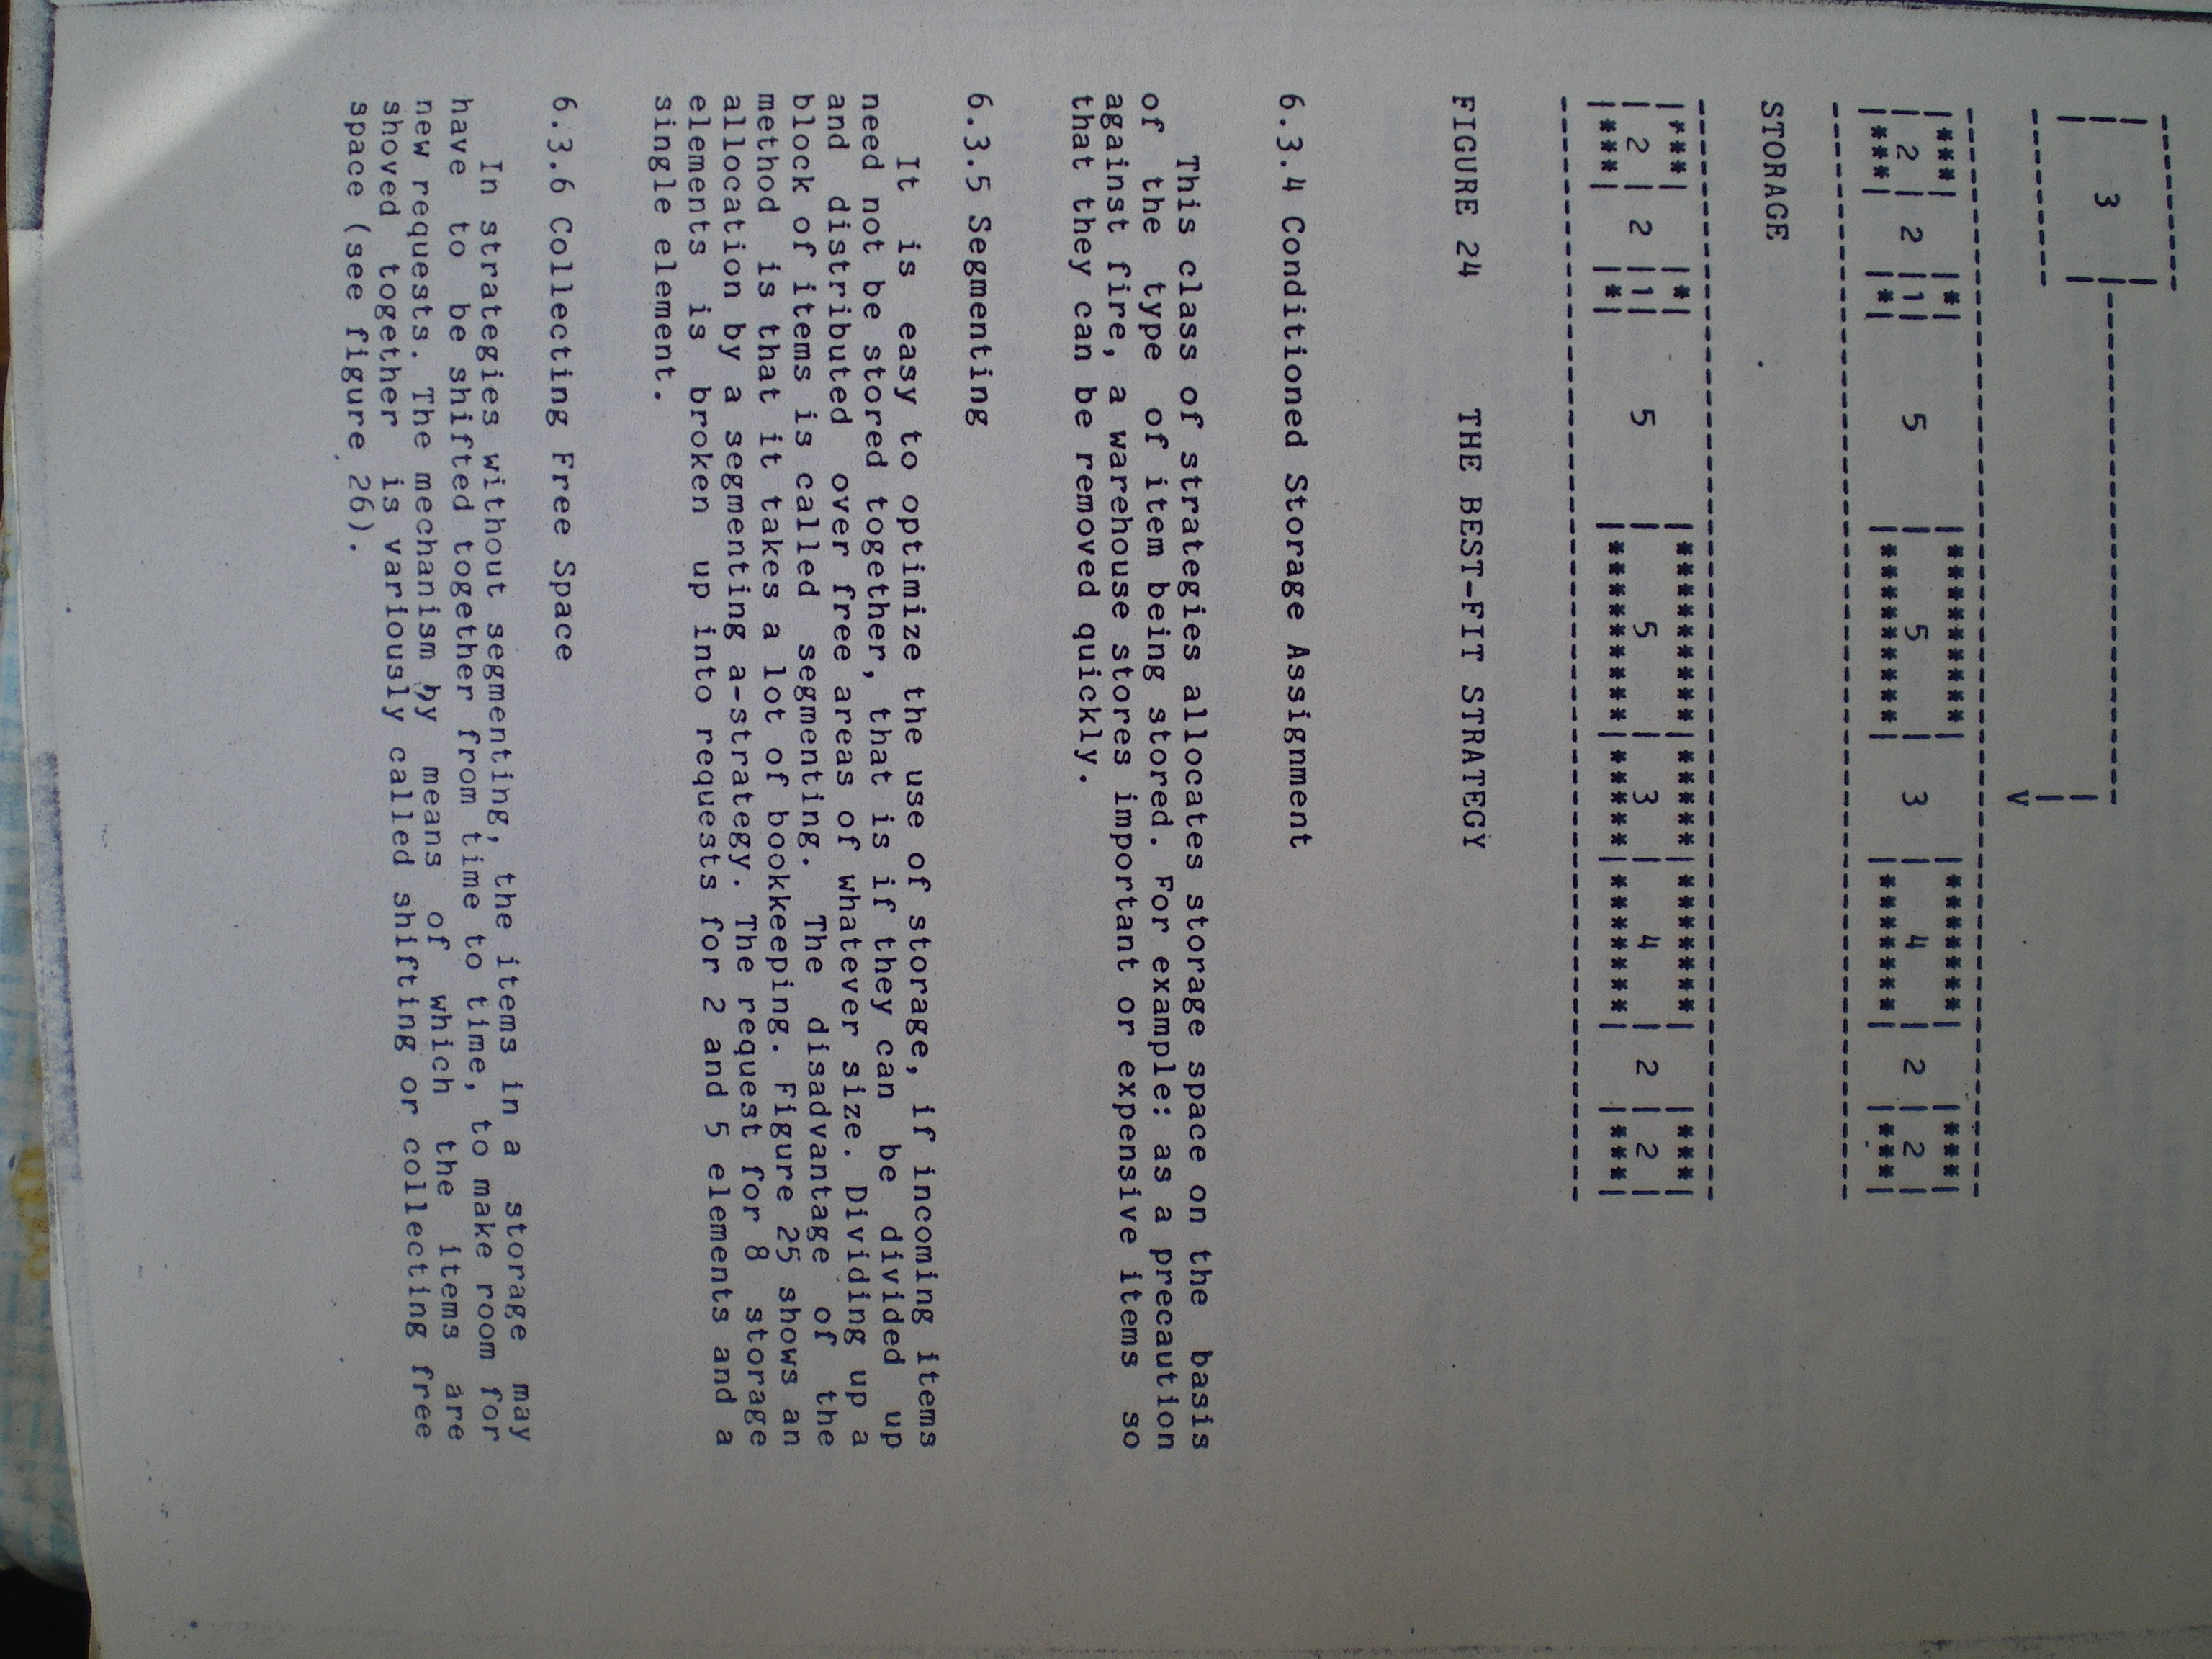 -------
|     |
|  3  |-----------------------
|     |                      |
-------                      |
                             v
-----------------------------------------------------
|***|   |*|         |*********|     |*******|   |***|
| 2 | 2 |1|    5    |    5    |  3  |   4   | 2 | 2 |
|***|   |*|         |*********|     |*******|   |***|
-----------------------------------------------------
STORAGE
-----------------------------------------------------
|***|   |*|         |*********|*****|*******|   |***|
| 2 | 2 |1|    5    |    5    |  3  |   4   | 2 | 2 |
|***|   |*|         |*********|*****|*******|   |***|
-----------------------------------------------------
FIGURE 24      THE BEST-FIT STRATEGY
6.3.4 Conditioned Storage Assignment
This class of strategies allocates storage space on the basis
of the type of item being stored. For example: as a precaution
against fire, a warehouse stores important or expensive items so
that they can be removed quickly.
6.3.5 Segmenting
It is easy to optimize the use of storage, if incoming items
need not be stored together, that is if they can be divided up
and distributed over free areas of whatever size. Dividing up a
block of items is called segmenting. The disadvantage of the
method is that it takes a lot of bookkeeping. Figure 25 shows an
allocation by a segmenting a-strategy. The request for 8 storage
elements is broken up into requests for 2 and 5 elements and a
single element.
6.3.6 Collecting Free Space
In strategies without segmenting, the items in a storage may
have to be shifted together from time to time, to make room for
new requests. The mechanism by means of which the items are
shoved together is variously called shifting or collecting free
space (see figure 26).